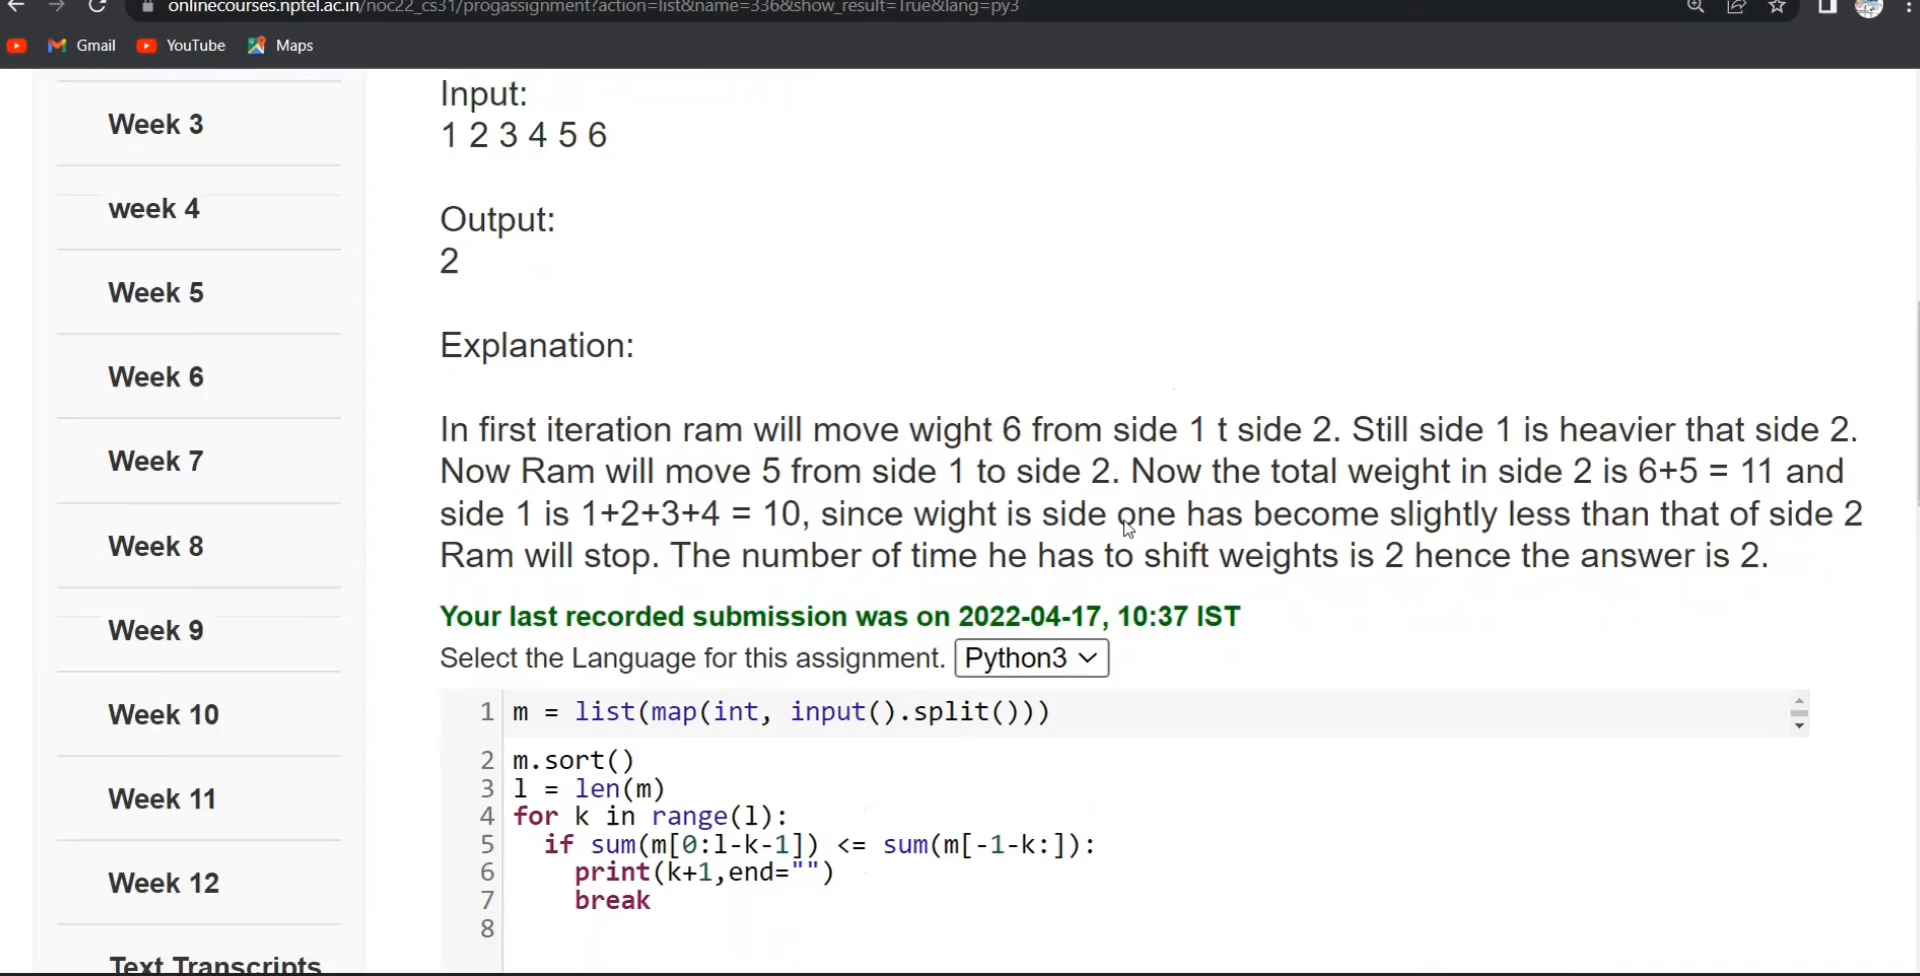 onlinecourses.nptel.ac.in/noc22_cs31/progassignment?action=list&name=336&show_result=True&lang=py3
Gmail YouTube Maps
Week 3
week 4
Week 5
Week 6
Week 7
Week 8
Week 9
Week 10
Week 11
Week 12
Text Transcripts
Input:
1 2 3 4 5 6
Output:
2
Explanation:
In first iteration ram will move wight 6 from side 1 t side 2. Still side 1 is heavier that side 2.
Now Ram will move 5 from side 1 to side 2. Now the total weight in side 2 is 6+5 = 11 and
side 1 is 1+2+3+4 = 10, since wight is side one has become slightly less than that of side 2
Ram will stop. The number of time he has to shift weights is 2 hence the answer is 2.
Your last recorded submission was on 2022-04-17, 10:37 IST
Select the Language for this assignment. Python3
1 m = list(map(int, input().split()))
2 m.sort()
3 l = len(m)
4 for k in range(l):
5 if sum(m[0:l-k-1]) <= sum(m[-1-k:]):
6 print(k+1,end="")
7 break
8